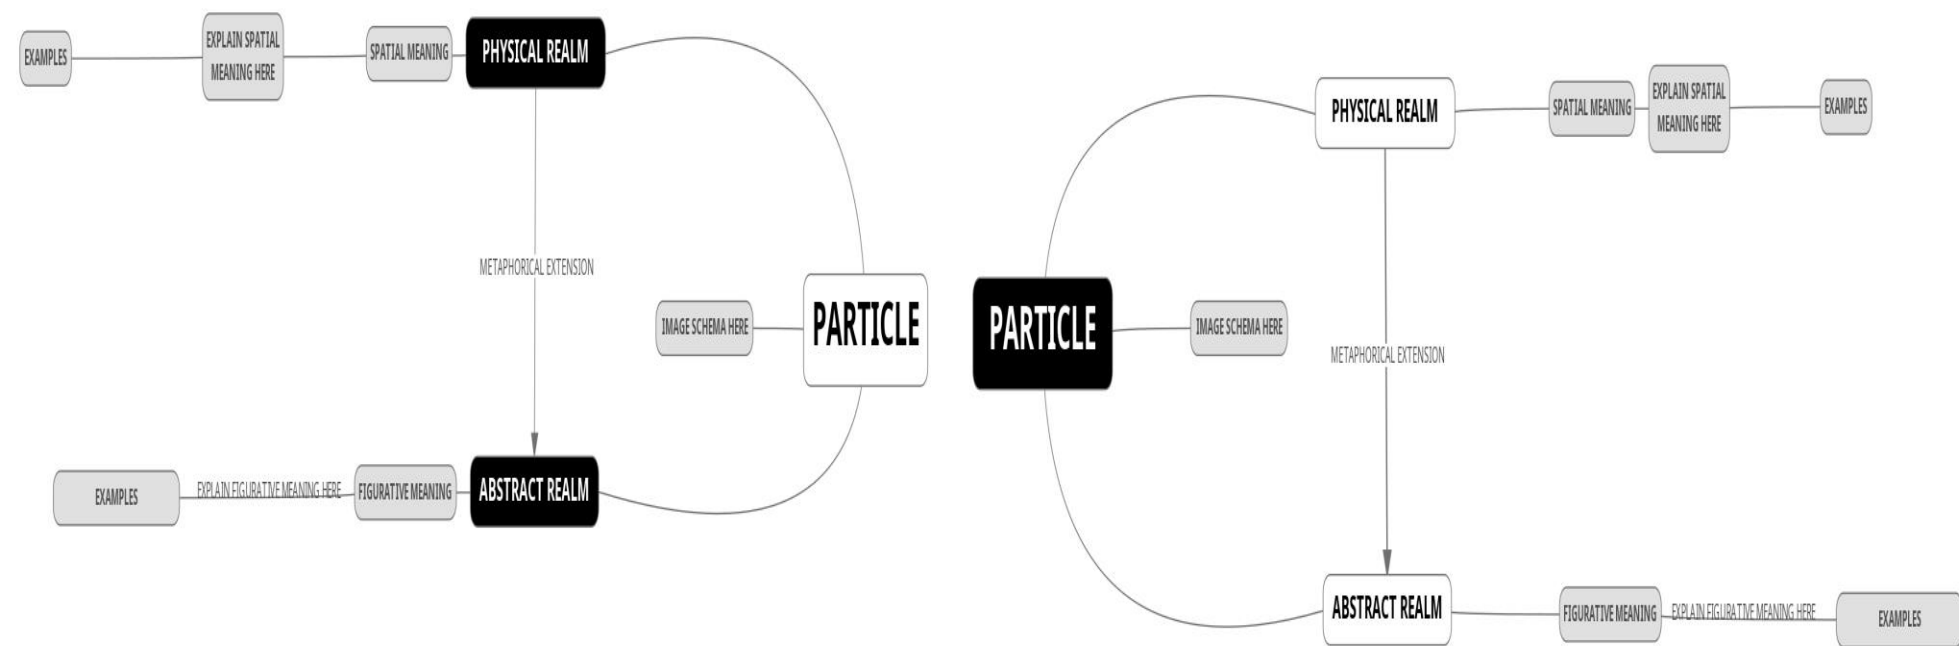 EXAMPLES
EXPLAIN SPATIAL
MEANING HERE
SPATIAL MEANING
PHYSICAL REALM
METAPHORICAL EXTENSION
IMAGE SCHEMA HERE
PARTICLE
EXAMPLES
EXPLAIN FIGURATIVE MEANING HERE
FIGURATIVE MEANING
ABSTRACT REALM
PHYSICAL REALM
SPATIAL MEANING
EXPLAIN SPATIAL
MEANING HERE
EXAMPLES
PARTICLE
IMAGE SCHEMA HERE
METAPHORICAL EXTENSION
ABSTRACT REALM
FIGURATIVE MEANING
EXPLAIN FIGURATIVE MEANING HERE
EXAMPLES